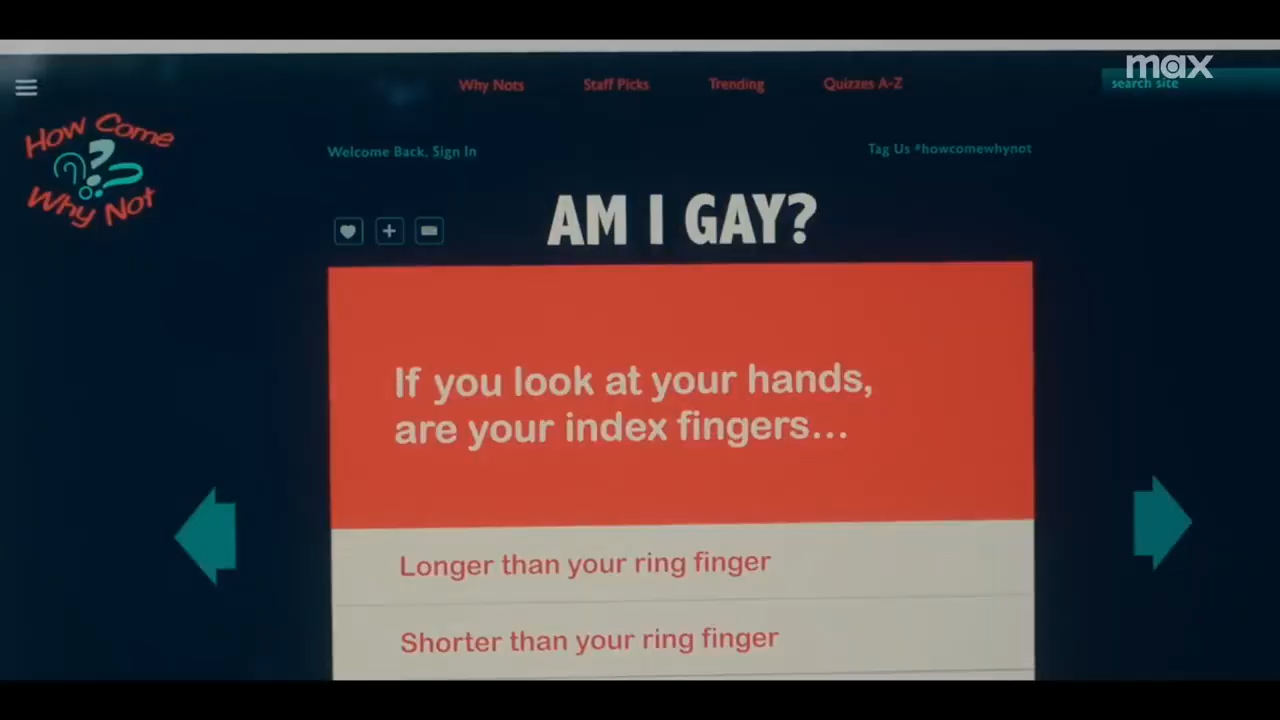 max
Why Nots
Staff Picks
Trending
Quizzes A-Z
search site
How Come
???
Why Not
Welcome Back, Sign In
Tag Us #howcomewhynot
AM I GAY?
If you look at your hands,
are your index fingers...
Longer than your ring finger
Shorter than your ring finger